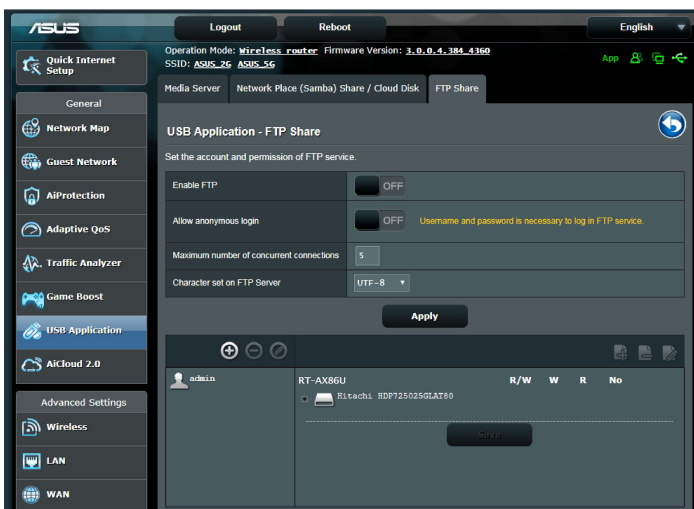 ASUS
Logout
Reboot
English
Operation Mode: Wireless router Firmware Version: 3.0.0.4.384_4360
SSID: ASUS_2G ASUS_5G
App
Quick Internet
Setup
General
Network Map
Guest Network
AiProtection
Adaptive QoS
Traffic Analyzer
Game Boost
USB Application
AiCloud 2.0
Advanced Settings
Wireless
LAN
WAN
Media Server
Network Place (Samba) Share / Cloud Disk
FTP Share
USB Application - FTP Share
Set the account and permission of FTP service.
Enable FTP
OFF
Allow anonymous login
OFF
Username and password is necessary to log in FTP service.
Maximum number of concurrent connections
5
Character set on FTP Server
UTF-8
Apply
admin
RT-AX86U
R/W
W
R
No
Hitachi HDP725025GLAT80
Save